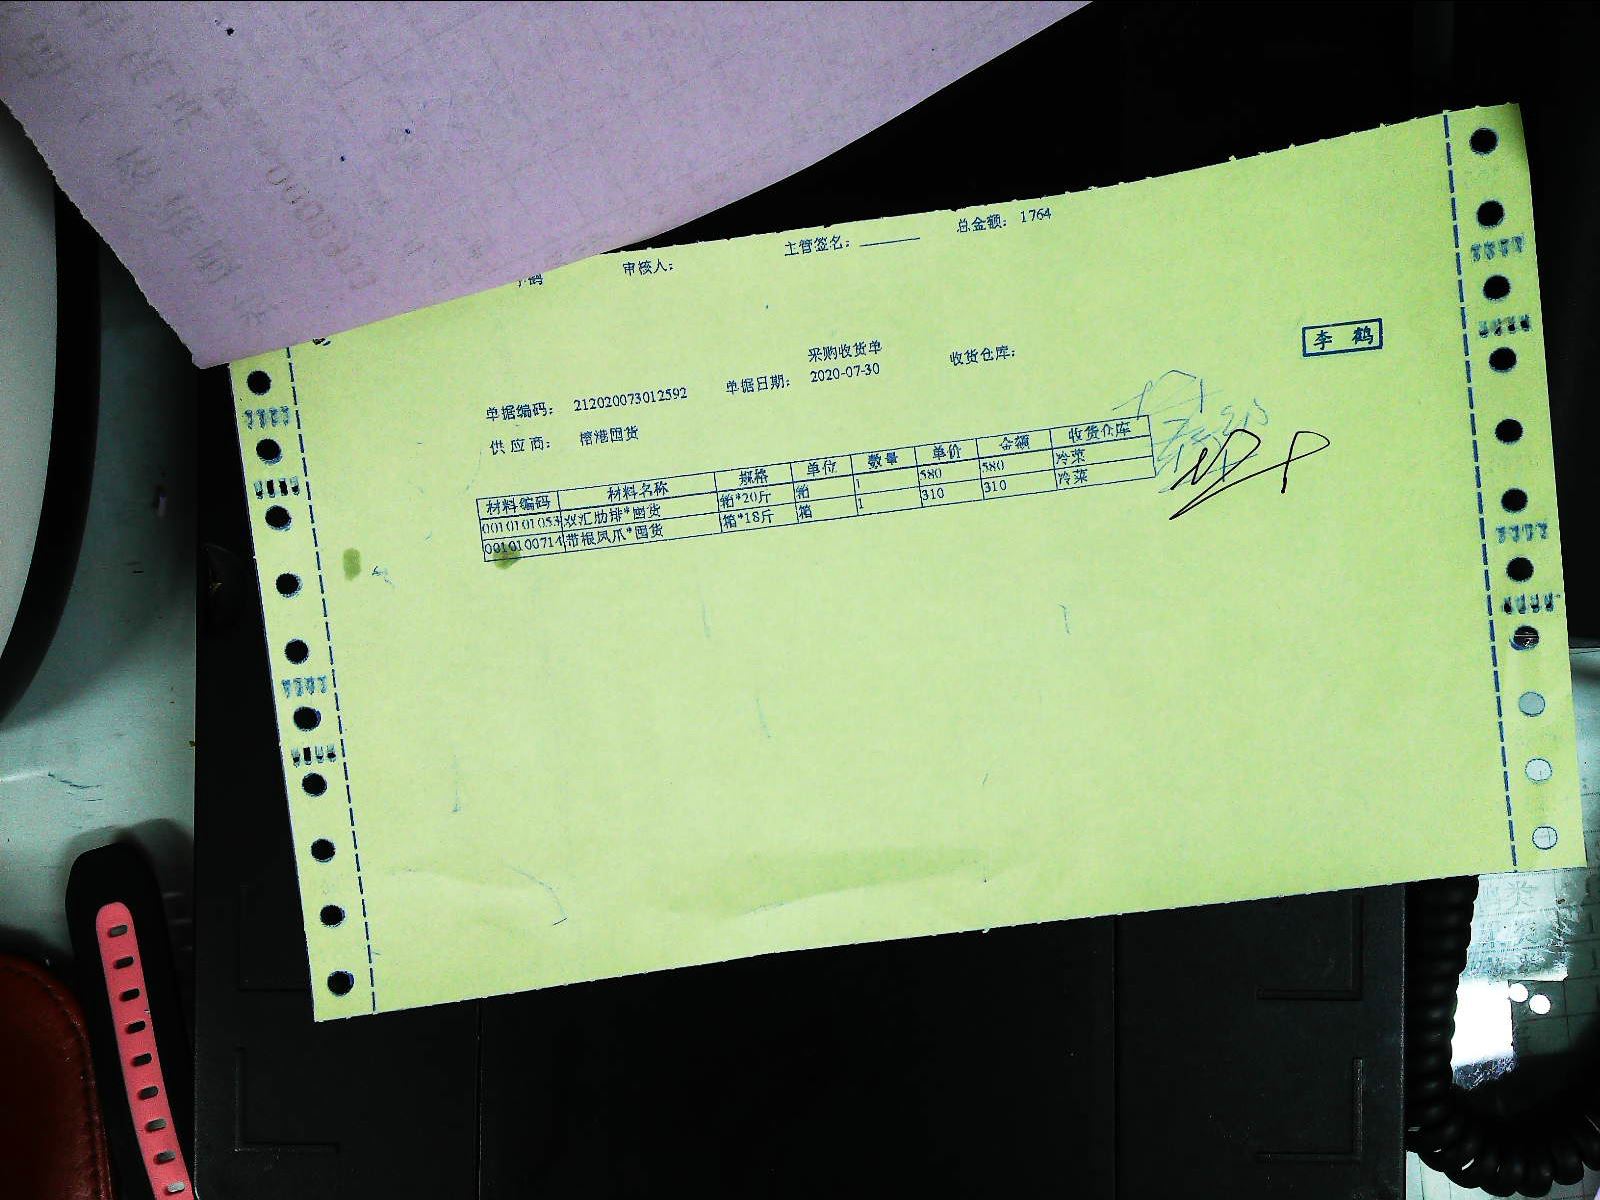 总金额： 1764
主管签名：
审核人：
鹤
李 鹤
采购收货单
单据编码： 212020073012592 单据日期： 2020-07-30 收货仓库：
供应商： 榕港囤货
材料编码 材料名称 规格 单位 数量 单价 金额 收货仓库
0010101053 双汇肋排*囤货 箱*20斤 箱 1 580 580 冷菜
0010100714 带根凤爪*囤货 箱*18斤 箱 1 310 310 冷菜